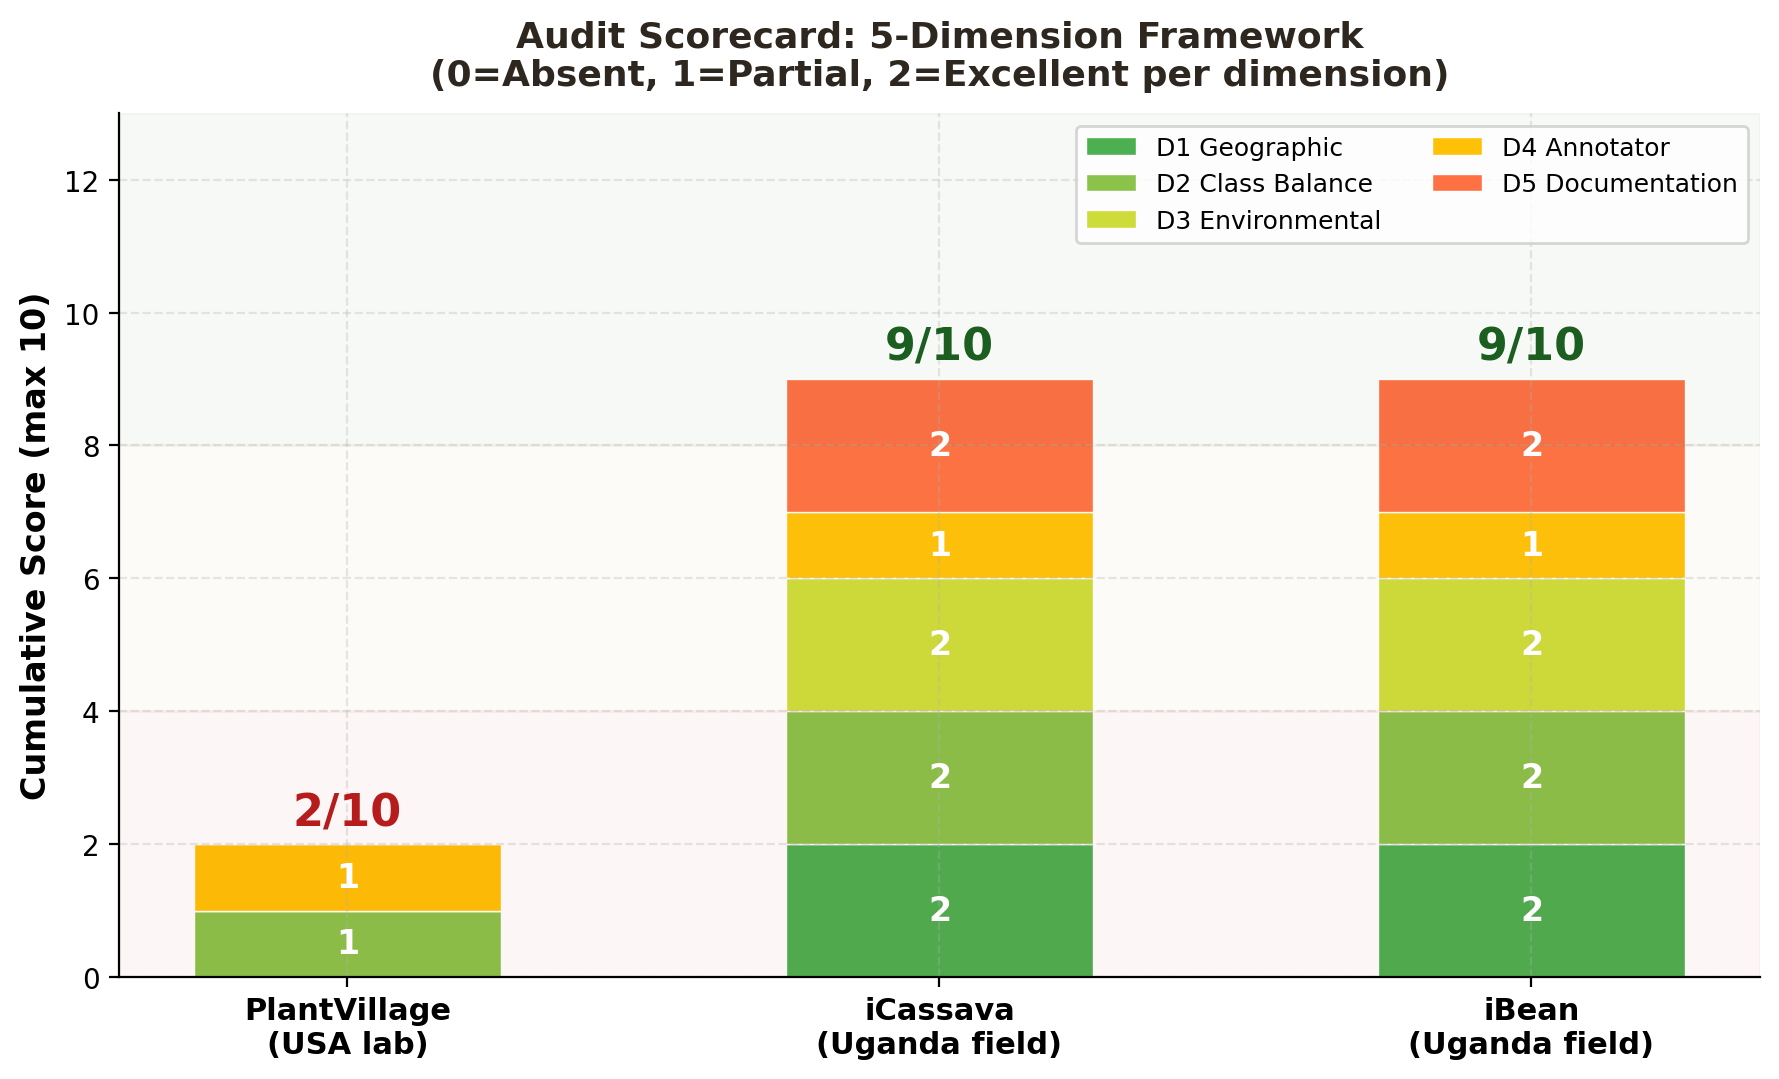 Audit Scorecard: 5-Dimension Framework
(0=Absent, 1=Partial, 2=Excellent per dimension)
D1 Geographic
D2 Class Balance
D3 Environmental
D4 Annotator
D5 Documentation
Cumulative Score (max 10)
12
10
8
6
4
2
0
2/10
1
1
9/10
2
1
2
2
2
9/10
2
1
2
2
2
PlantVillage
(USA lab)
iCassava
(Uganda field)
iBean
(Uganda field)